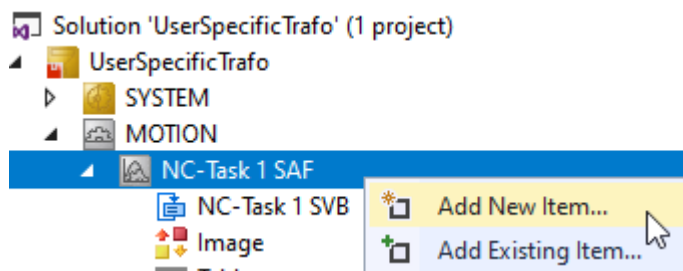 Solution 'UserSpecificTrafo' (1 project)
UserSpecificTrafo
SYSTEM
MOTION
NC-Task 1 SAF
NC-Task 1 SVB
Add New Item...
Image
Add Existing Item...